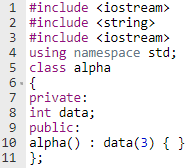 1 #include <iostream>
2 #include <string>
3 #include <iostream>
4 using namespace std;
5 class alpha
6 {
7 private:
8 int data;
9 public:
10 alpha() : data(3) { }
11 };